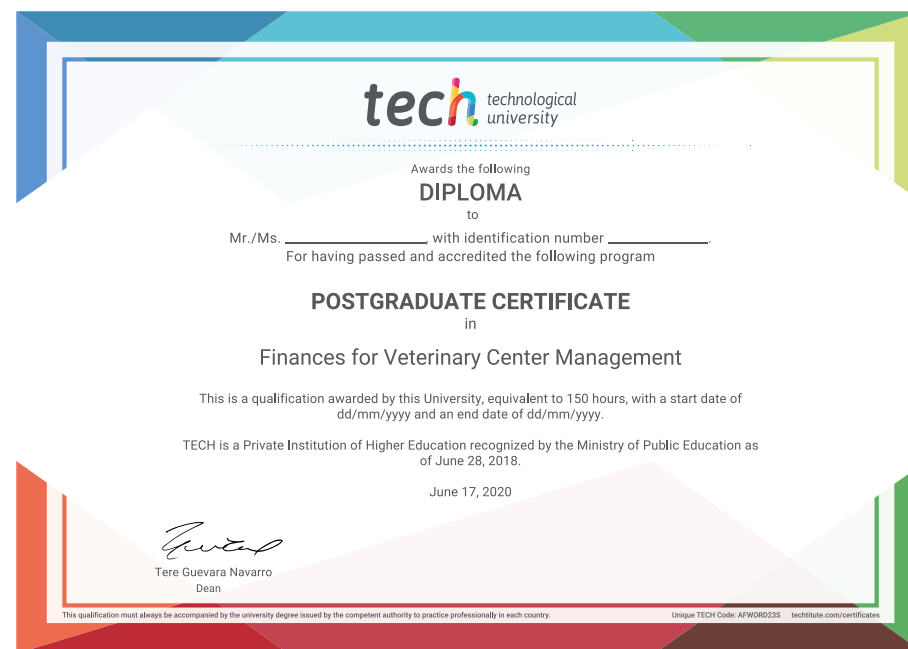 tech technological
university
Awards the following
DIPLOMA
to
Mr./Ms. ____________________, with identification number ______________.
For having passed and accredited the following program
POSTGRADUATE CERTIFICATE
in
Finances for Veterinary Center Management
This is a qualification awarded by this University, equivalent to 150 hours, with a start date of
dd/mm/yyyy and an end date of dd/mm/yyyy.
TECH is a Private Institution of Higher Education recognized by the Ministry of Public Education as
of June 28, 2018.
June 17, 2020
Tere Guevara Navarro
Dean
This qualification must always be accompanied by the university degree issued by the competent authority to practice professionally in each country. Unique TECH Code: AFWORD23S techtitute.com/certificates